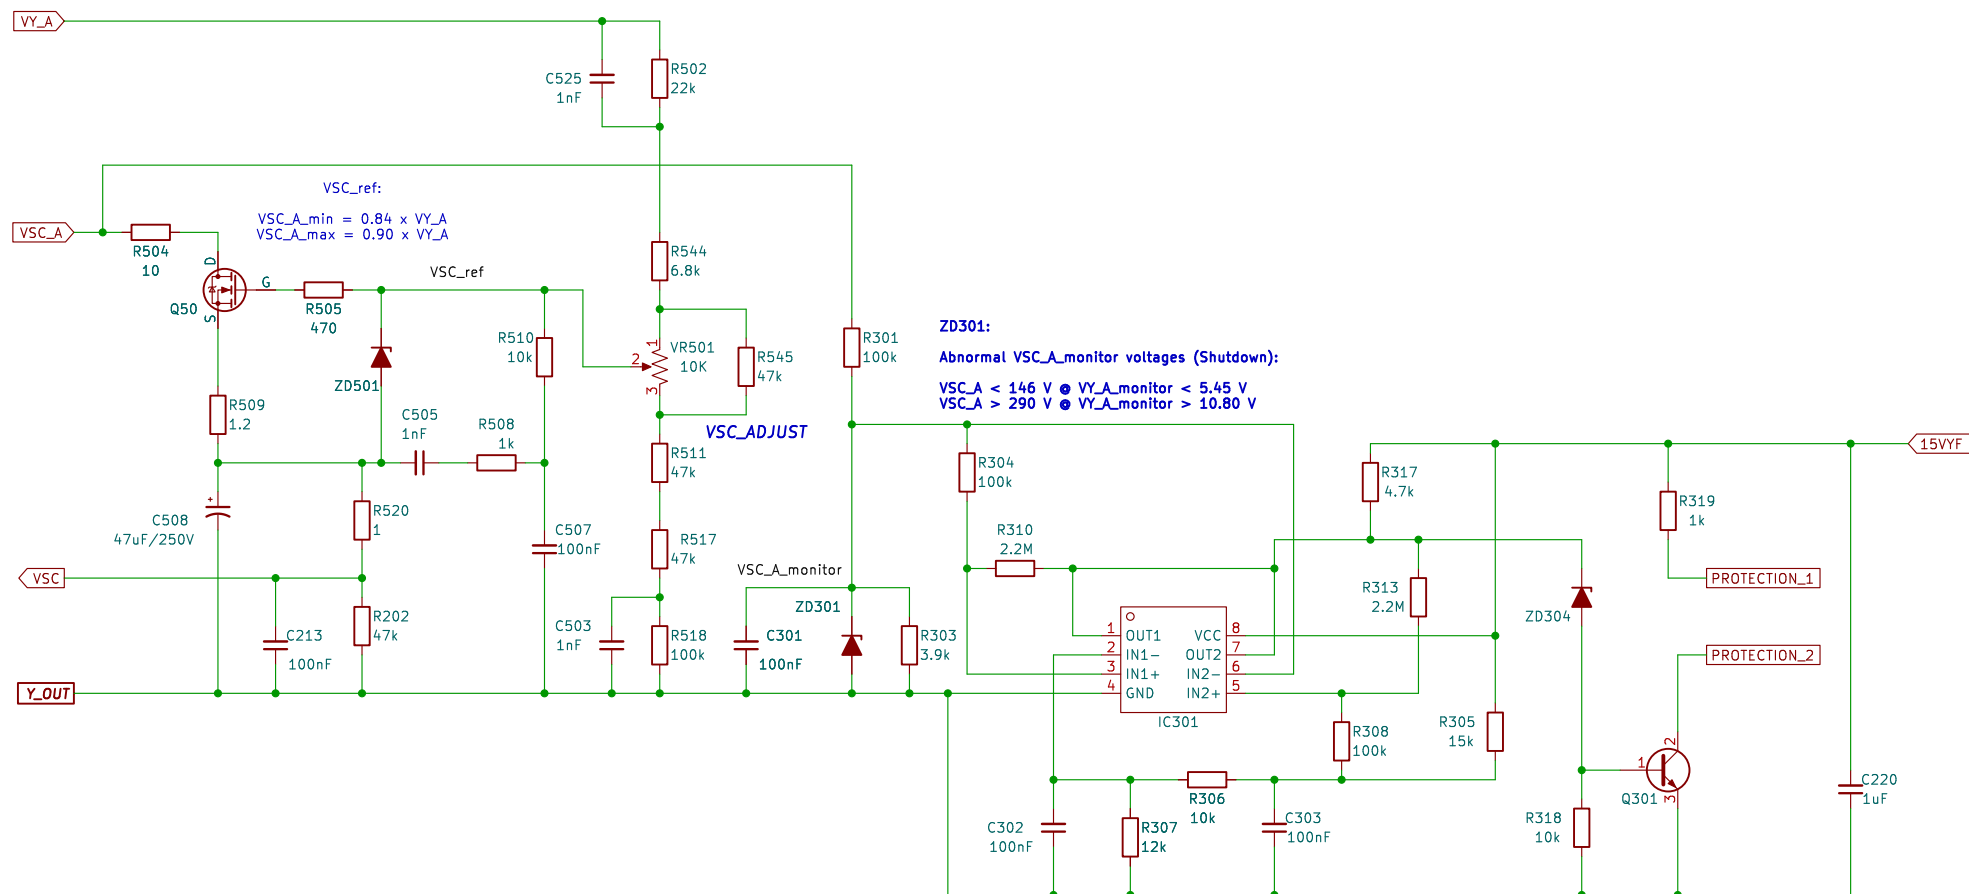 VY_A
C525
1nF
R502
22k
VSC_ref:
VSC_A_min = 0.84 x VY_A
VSC_A_max = 0.90 x VY_A
VSC_A
R504
10
D
G
S
Q50
R505
470
VSC_ref
R544
6.8k
R510
10k
ZD501
1
2
3
VR501
10K
R545
47k
R301
100k
ZD301:
Abnormal VSC_A_monitor voltages (Shutdown):
VSC_A < 146 V @ VY_A_monitor < 5.45 V
VSC_A > 290 V @ VY_A_monitor > 10.80 V
R509
1.2
C505
1nF
R508
1k
VSC_ADJUST
R511
47k
R304
100k
R317
4.7k
15VYF
R319
1k
+
C508
47uF/250V
R520
1
C507
100nF
R517
47k
R310
2.2M
VSC
VSC_A_monitor
R313
2.2M
PROTECTION_1
ZD301
ZD304
C213
100nF
R202
47k
C503
1nF
R518
100k
C301
100nF
R303
3.9k
1 OUT1 VCC 8
2 IN1- OUT2 7
3 IN1+ IN2- 6
4 GND IN2+ 5
IC301
PROTECTION_2
Y_OUT
R308
100k
R305
15k
R306
10k
1
2
3
Q301
C220
1uF
C302
100nF
R307
12k
C303
100nF
R318
10k